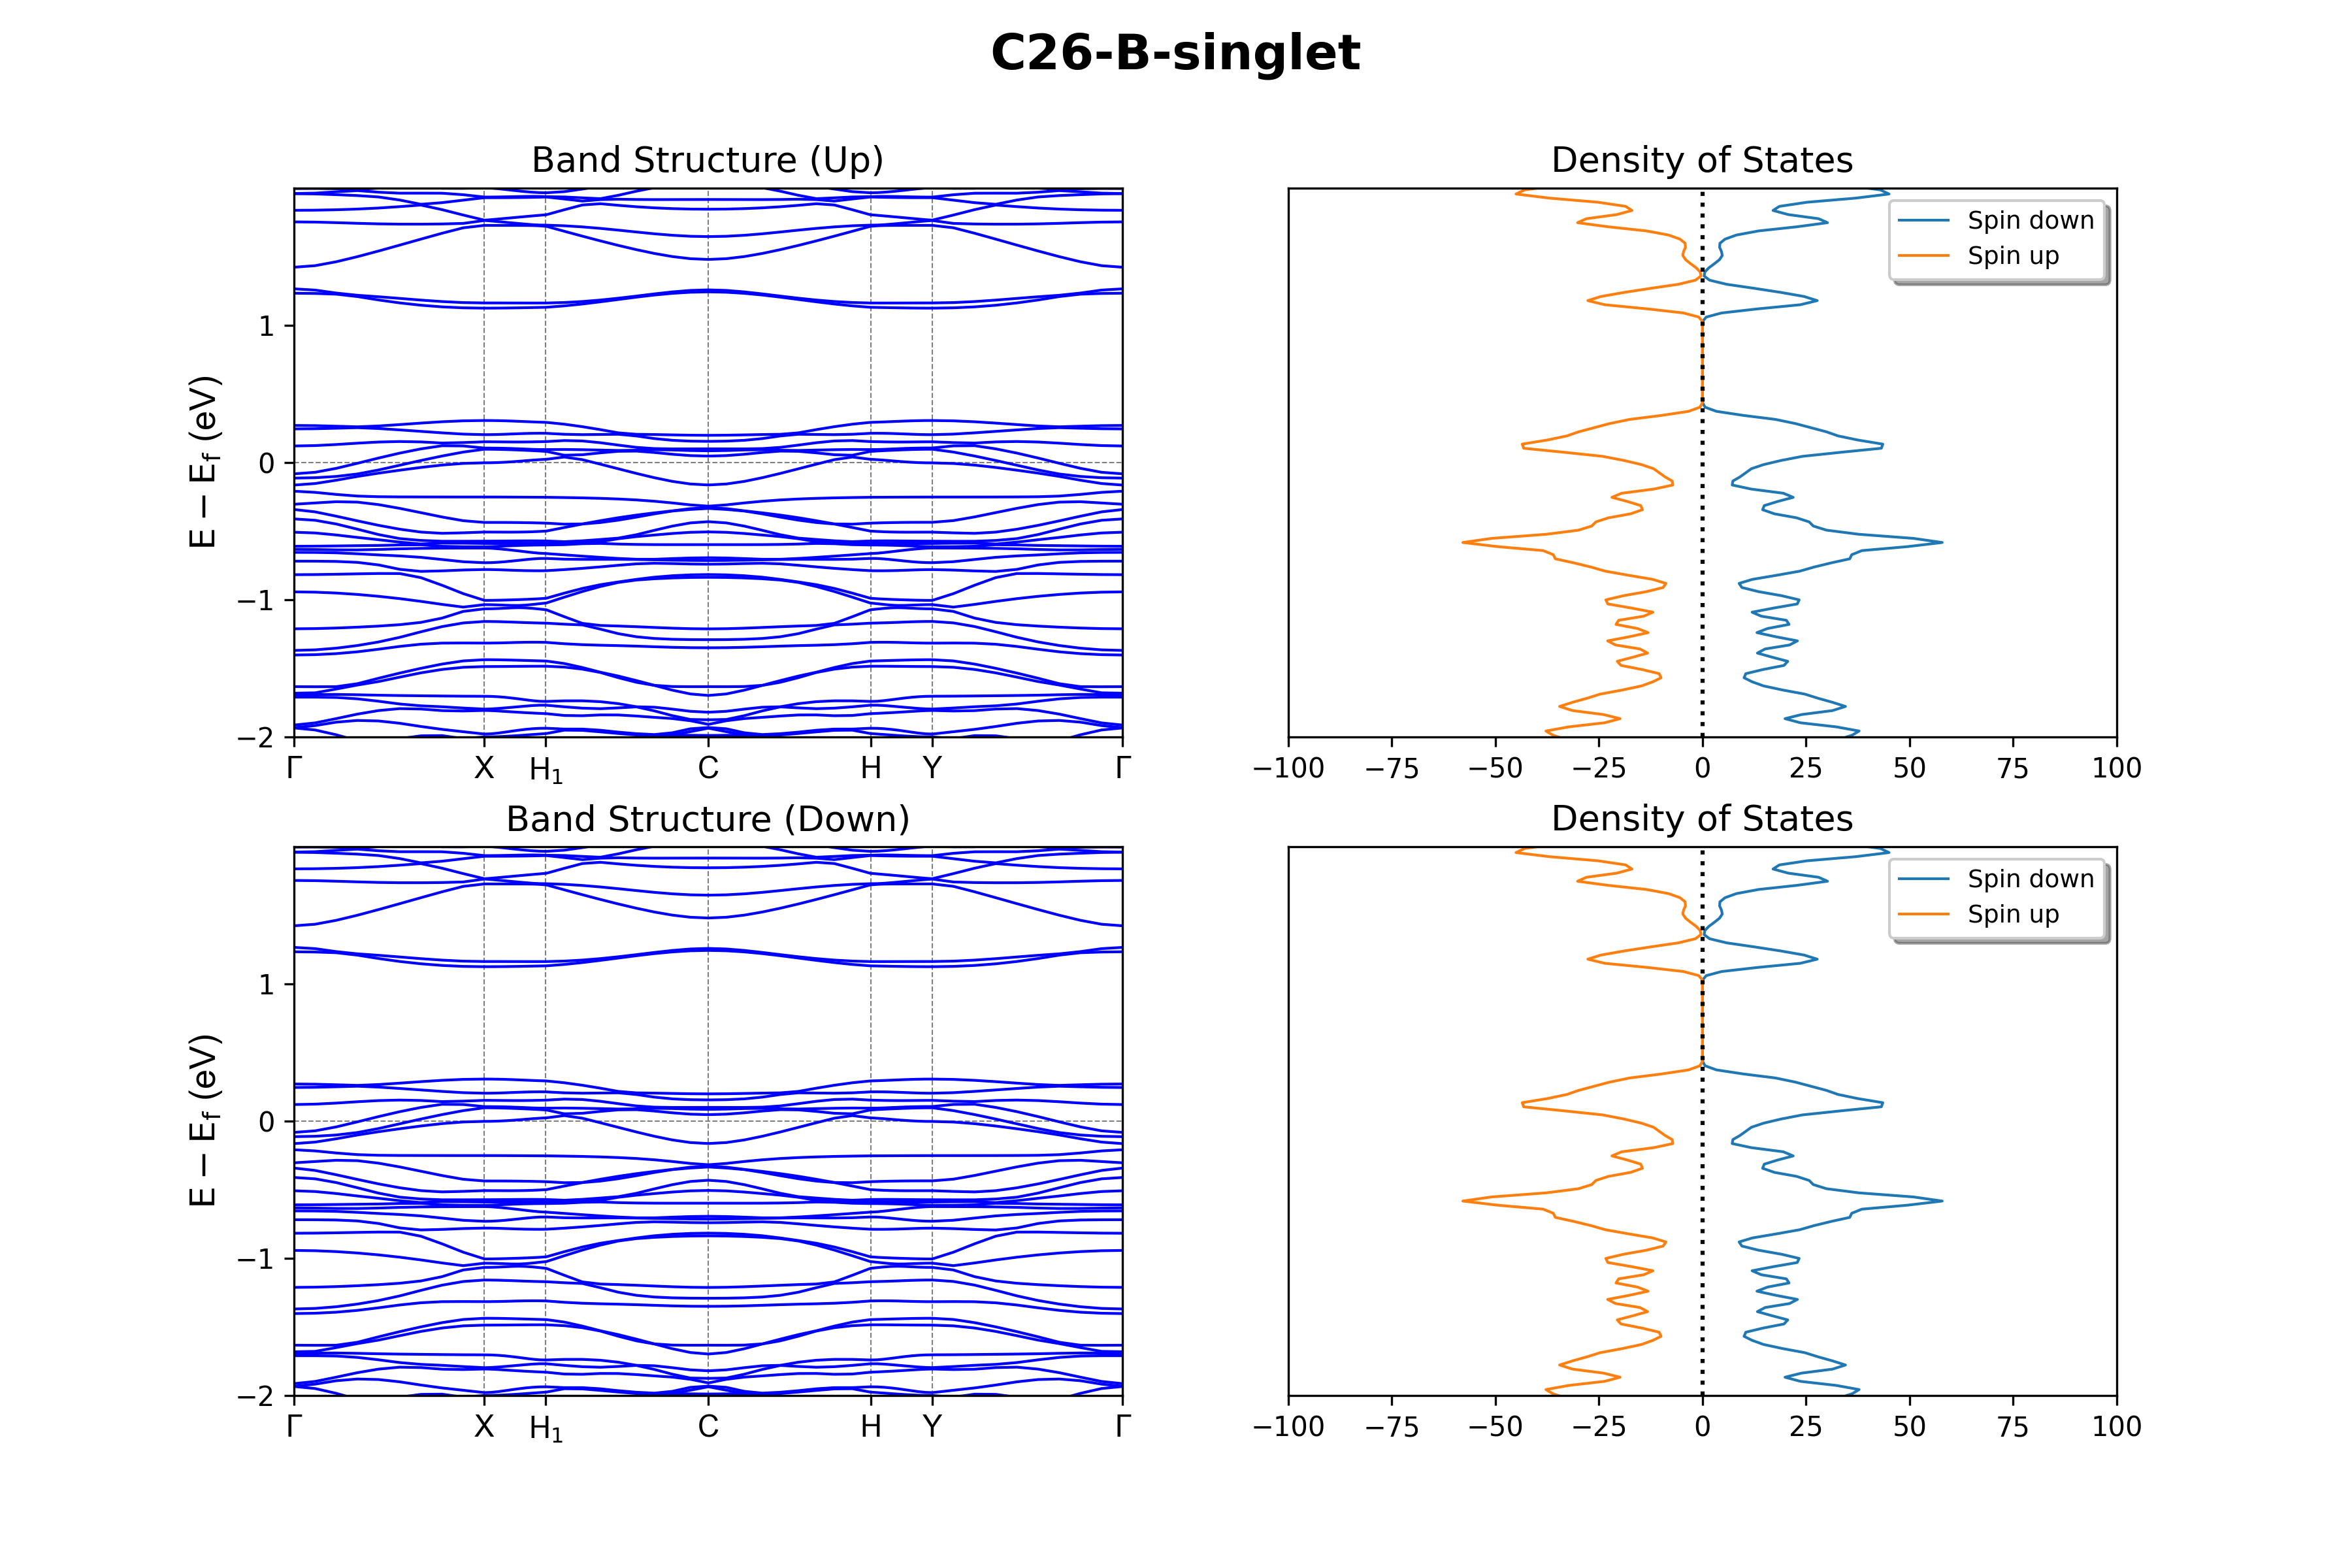 C26-B-singlet
Band Structure (Up)
E − E_f (eV)
1
0
−1
−2
Γ X H₁ C H Y Γ
Density of States
Spin down
Spin up
−100 −75 −50 −25 0 25 50 75 100
Band Structure (Down)
E − E_f (eV)
1
0
−1
−2
Γ X H₁ C H Y Γ
Density of States
Spin down
Spin up
−100 −75 −50 −25 0 25 50 75 100